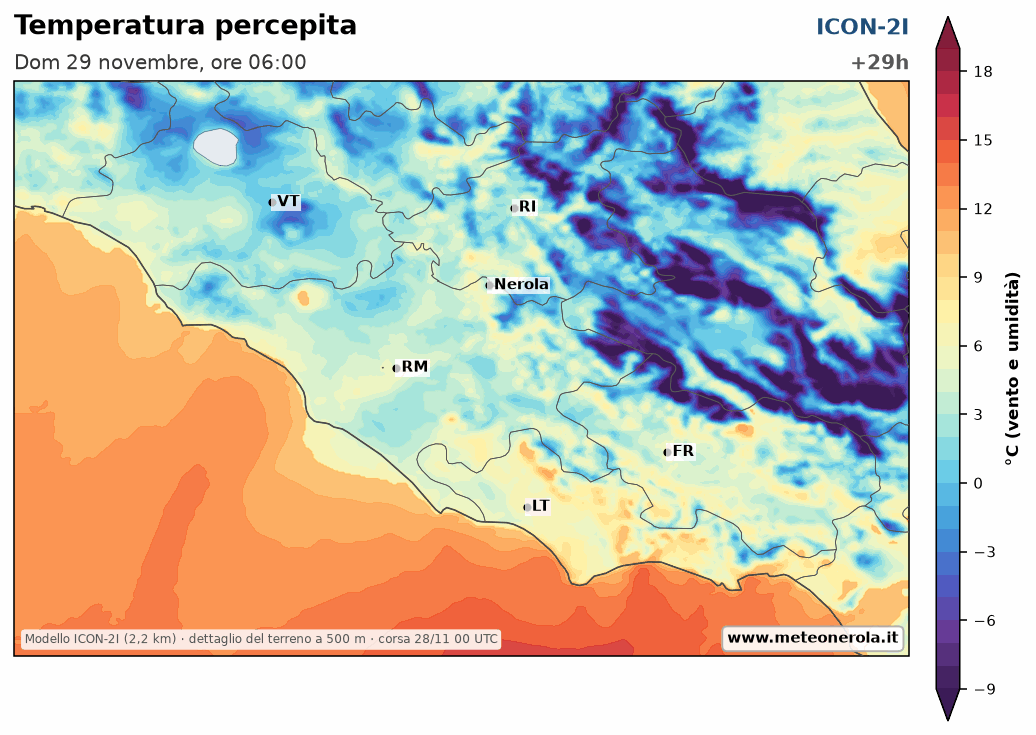 Temperatura percepita
ICON-2I
Dom 29 novembre, ore 06:00
+29h
VT
RI
Nerola
RM
FR
LT
Modello ICON-2I (2,2 km) · dettaglio del terreno a 500 m · corsa 28/11 00 UTC
www.meteonerola.it
18
15
12
9
6
3
0
−3
−6
−9
°C (vento e umidità)